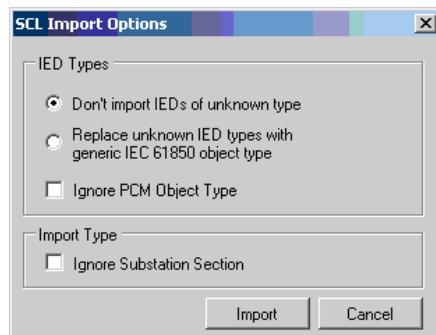 SCL Import Options
IED Types
Don't import IEDs of unknown type
Replace unknown IED types with
generic IEC 61850 object type
Ignore PCM Object Type
Import Type
Ignore Substation Section
Import
Cancel